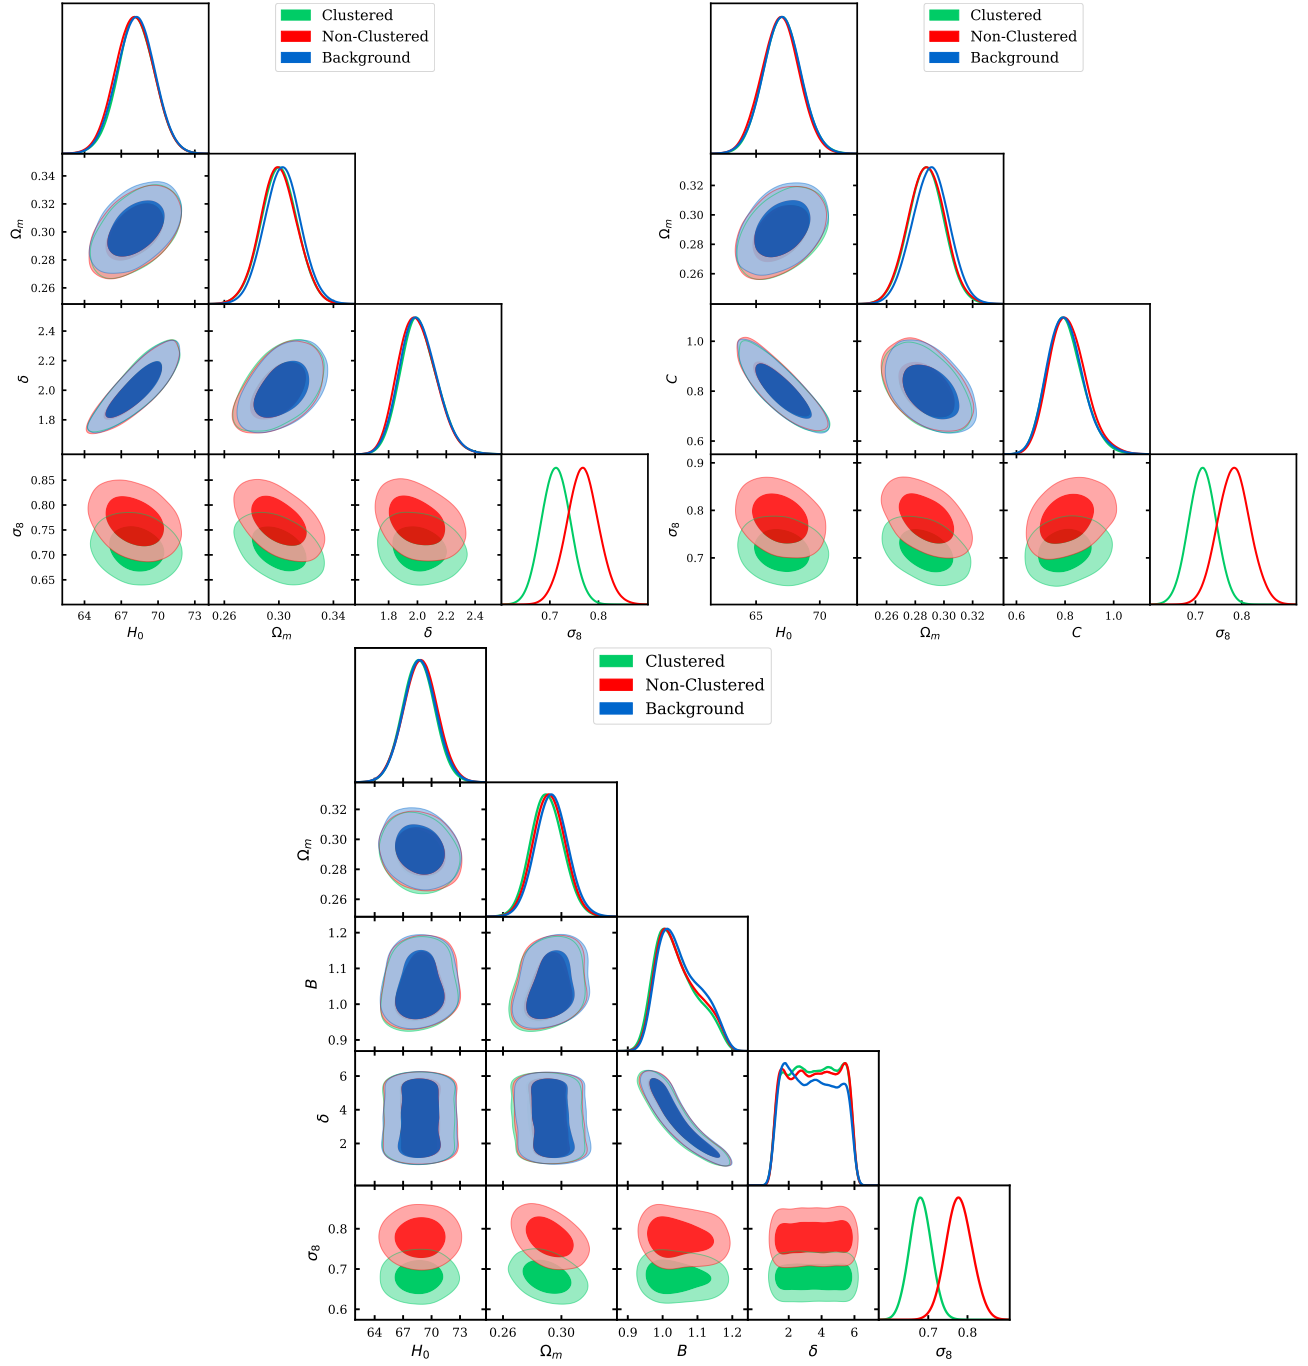 Clustered
Non-Clustered
Background
0.34
0.32
0.30
0.28
0.26
Ωm
2.4
2.2
2.0
1.8
δ
0.85
0.80
0.75
0.70
0.65
σ8
64 67 70 73
H0
0.26 0.30 0.34
Ωm
1.8 2.0 2.2 2.4
δ
0.7 0.8
σ8
Clustered
Non-Clustered
Background
0.32
0.30
0.28
0.26
Ωm
1.0
0.8
0.6
C
0.9
0.8
0.7
σ8
65 70
H0
0.26 0.28 0.30 0.32
Ωm
0.6 0.8 1.0
C
0.7 0.8
σ8
Clustered
Non-Clustered
Background
0.32
0.30
0.28
0.26
Ωm
1.2
1.1
1.0
0.9
B
6
4
2
δ
0.8
0.7
0.6
σ8
64 67 70 73
H0
0.26 0.30
Ωm
0.9 1.0 1.1 1.2
B
2 4 6
δ
0.7 0.8
σ8